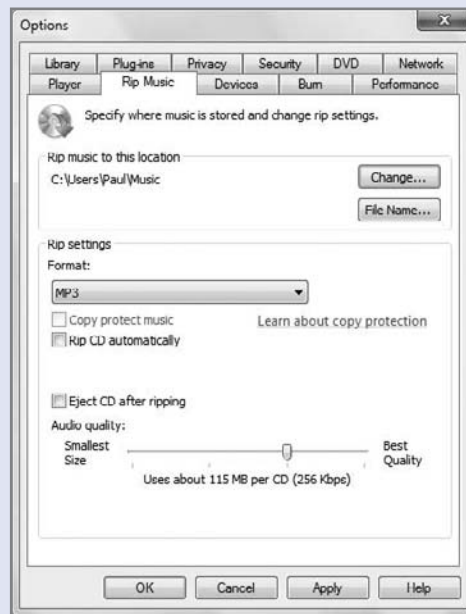 Options
x
Library Plug-ins Privacy Security DVD Network
Player Rip Music Devices Burn Performance
Specify where music is stored and change rip settings.
Rip music to this location
C:\Users\Paul\Music
Change...
File Name...
Rip settings
Format:
MP3
Copy protect music Learn about copy protection
Rip CD automatically
Eject CD after ripping
Audio quality:
Smallest Best
Size Quality
Uses about 115 MB per CD (256 Kbps)
OK Cancel Apply Help